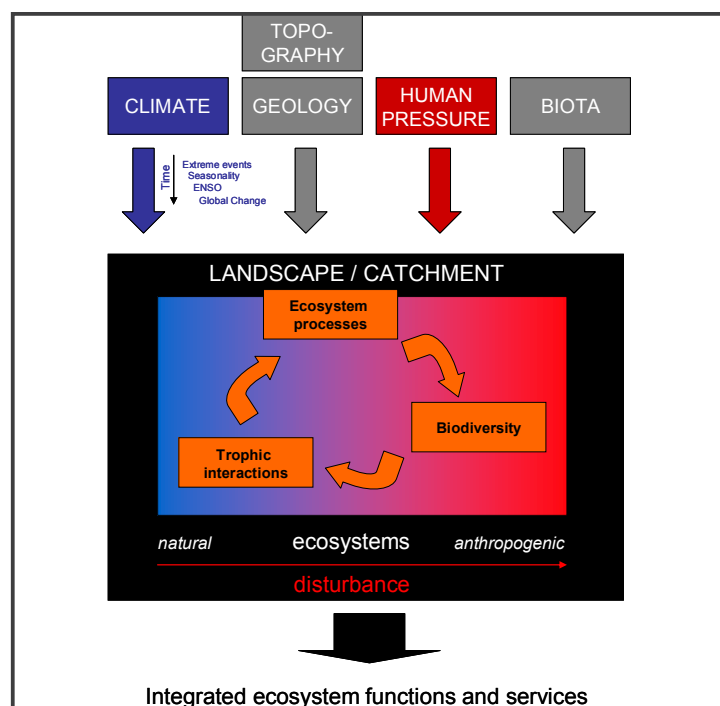 TOPO-
GRAPHY
CLIMATE
GEOLOGY
HUMAN
PRESSURE
BIOTA
Time
Extreme events
Seasonality
ENSO
Global Change
LANDSCAPE / CATCHMENT
Ecosystem
processes
Biodiversity
Trophic
interactions
natural
ecosystems
anthropogenic
disturbance
Integrated ecosystem functions and services